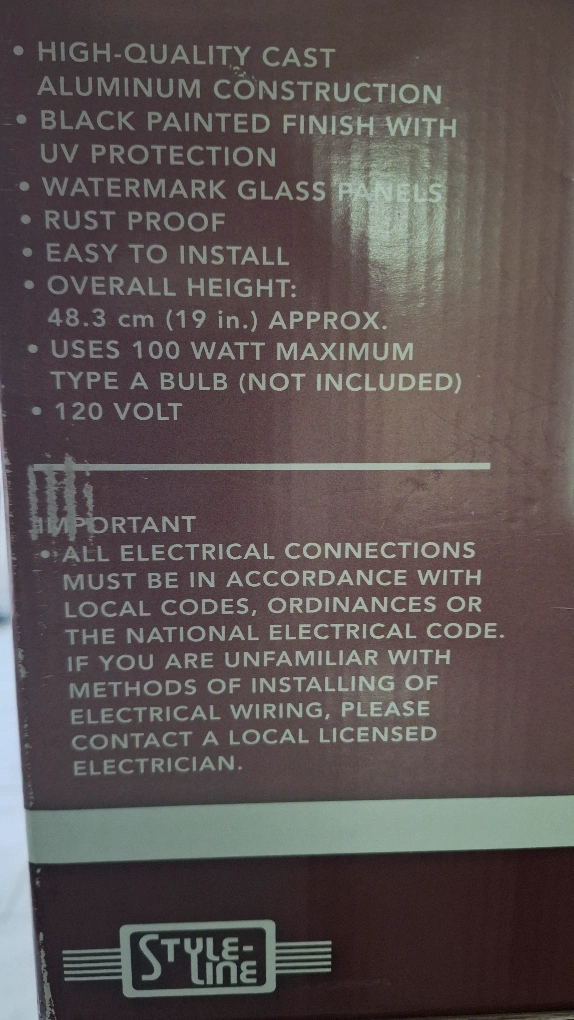 • HIGH-QUALITY CAST
ALUMINUM CONSTRUCTION
• BLACK PAINTED FINISH WITH
UV PROTECTION
• WATERMARK GLASS PANELS
• RUST PROOF
• EASY TO INSTALL
• OVERALL HEIGHT:
48.3 cm (19 in.) APPROX.
• USES 100 WATT MAXIMUM
TYPE A BULB (NOT INCLUDED)
• 120 VOLT
IMPORTANT
• ALL ELECTRICAL CONNECTIONS
MUST BE IN ACCORDANCE WITH
LOCAL CODES, ORDINANCES OR
THE NATIONAL ELECTRICAL CODE.
IF YOU ARE UNFAMILIAR WITH
METHODS OF INSTALLING OF
ELECTRICAL WIRING, PLEASE
CONTACT A LOCAL LICENSED
ELECTRICIAN.
STYLE-
LINE